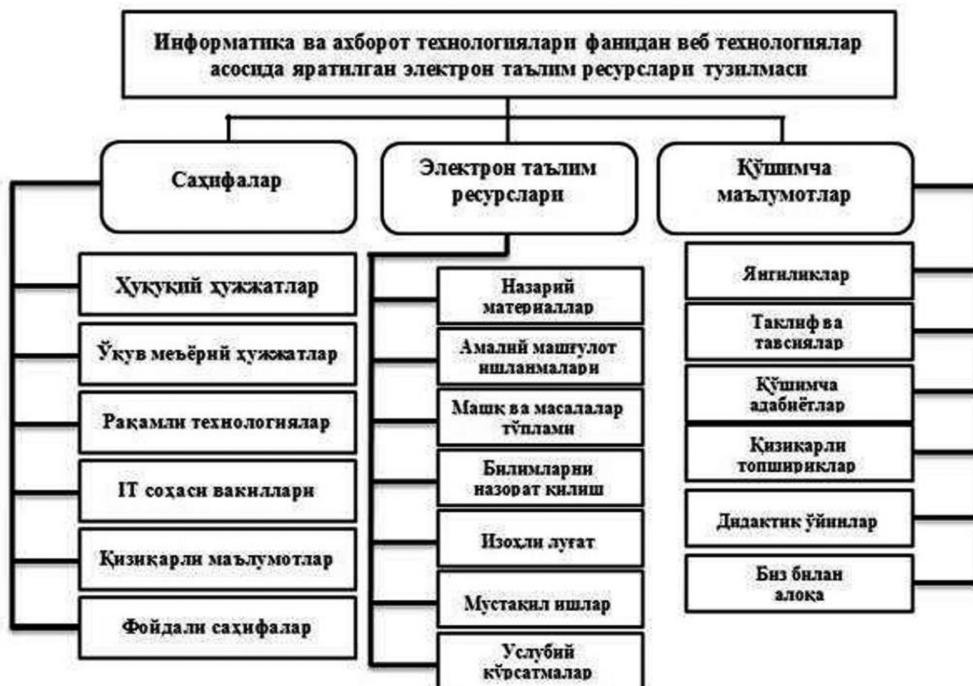 Информатика ва ахборот технологиялари фанидан веб технологиялар
асосида яратилган электрон таълим ресурслари тузилмаси
Саҳифалар
Ҳуқуқий ҳужжатлар
Ўқув меъёрий ҳужжатлар
Рақамли технологиялар
IT соҳаси вакиллари
Қизиқарли маълумотлар
Фойдали саҳифалар
Электрон таълим
ресурслари
Назарий
материаллар
Амалий машғулот
ишланмалари
Машқ ва масалалар
тўплами
Билимларни
назорат қилиш
Изоҳли луғат
Мустақил ишлар
Услубий
кўрсатмалар
Қўшимча
маълумотлар
Янгиликлар
Таклиф ва
тавсиялар
Қўшимча
адабиётлар
Қизиқарли
топшириқлар
Дидактик ўйинлар
Биз билан
алоқа